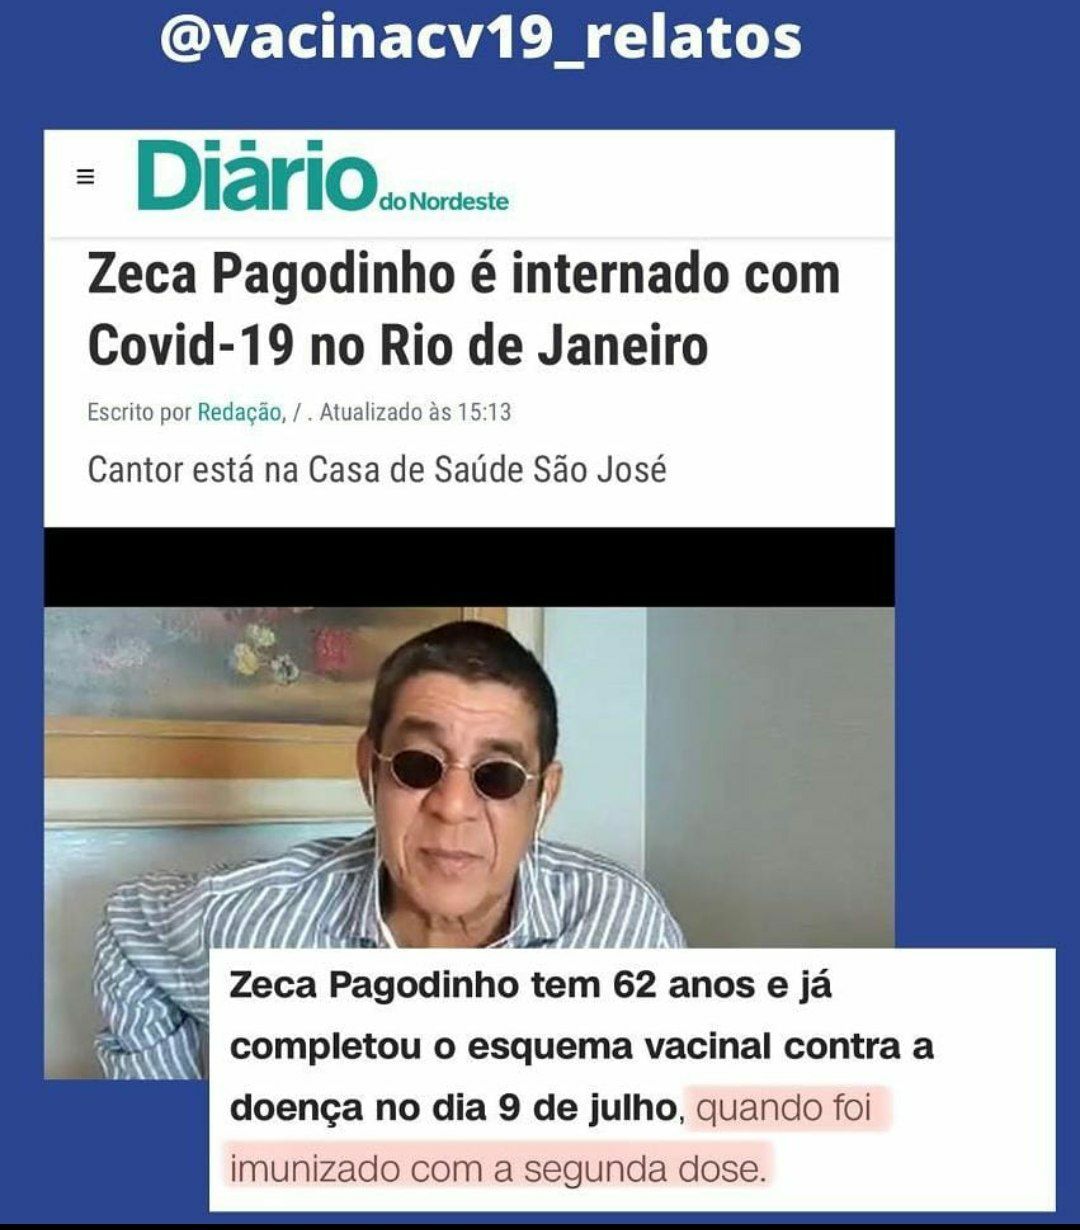 @vacinacv19_relatos
Diário do Nordeste
Zeca Pagodinho é internado com
Covid-19 no Rio de Janeiro
Escrito por Redação, / . Atualizado às 15:13
Cantor está na Casa de Saúde São José
Zeca Pagodinho tem 62 anos e já
completou o esquema vacinal contra a
doença no dia 9 de julho, quando foi
imunizado com a segunda dose.